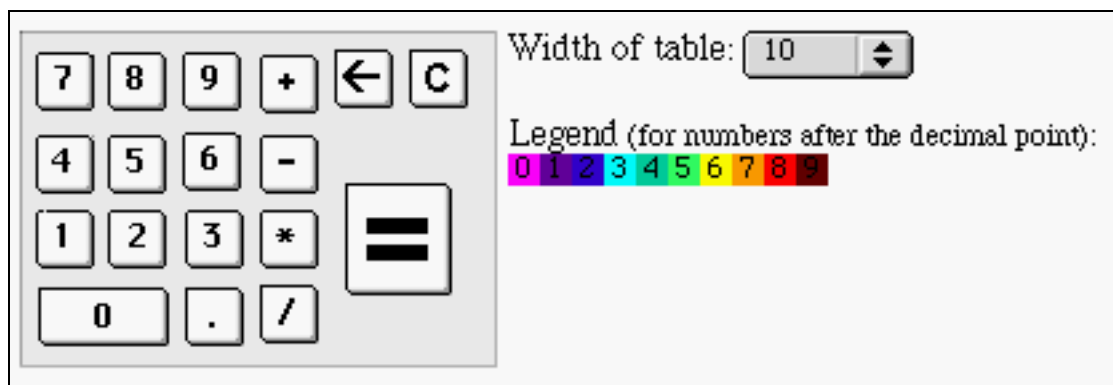 7 8 9 + ← C
4 5 6 -
1 2 3 * =
0 . /
Width of table: 10
Legend (for numbers after the decimal point):
0 1 2 3 4 5 6 7 8 9